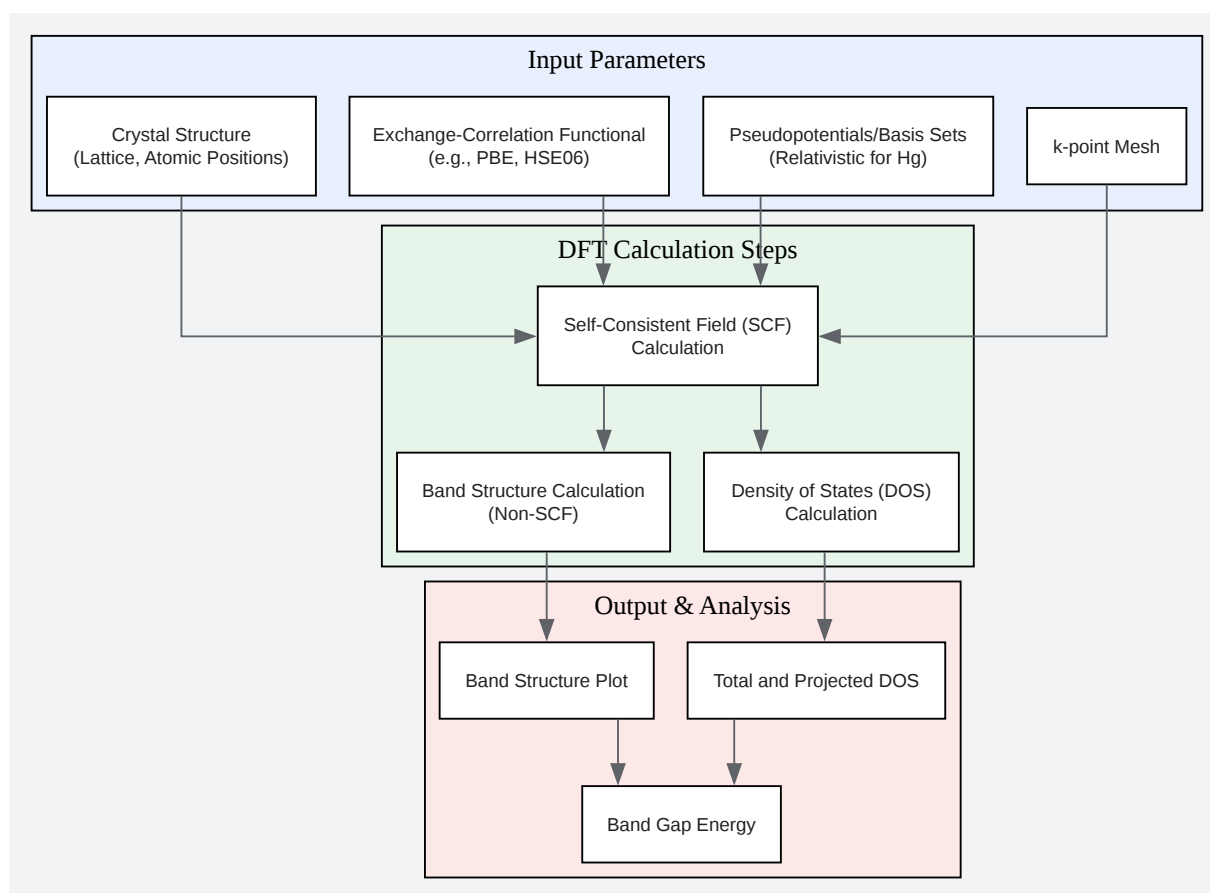 Input Parameters
Crystal Structure
(Lattice, Atomic Positions)
Exchange-Correlation Functional
(e.g., PBE, HSE06)
Pseudopotentials/Basis Sets
(Relativistic for Hg)
k-point Mesh
DFT Calculation Steps
Self-Consistent Field (SCF)
Calculation
Band Structure Calculation
(Non-SCF)
Density of States (DOS)
Calculation
Output & Analysis
Band Structure Plot
Total and Projected DOS
Band Gap Energy